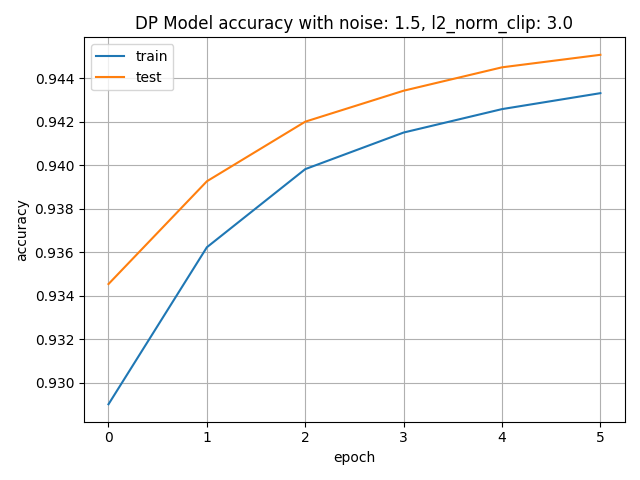 DP Model accuracy with noise: 1.5, l2_norm_clip: 3.0
train
test
accuracy
0.944
0.942
0.940
0.938
0.936
0.934
0.932
0.930
0 1 2 3 4 5
epoch